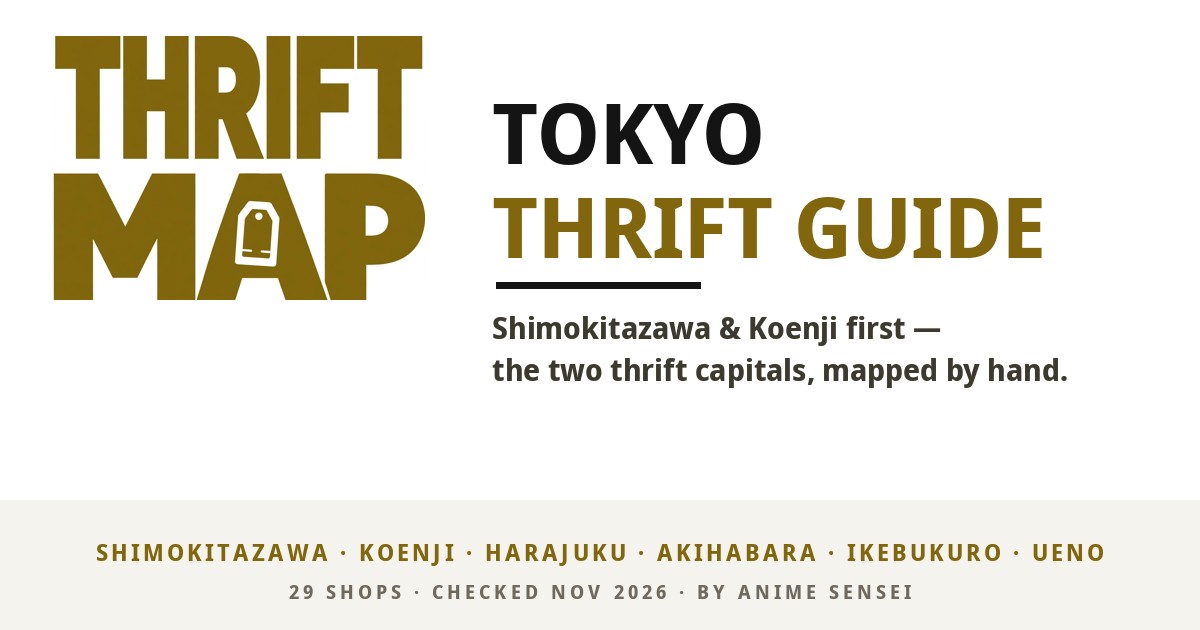 THRIFT
MAP
TOKYO
THRIFT GUIDE
Shimokitazawa & Koenji first —
the two thrift capitals, mapped by hand.
SHIMOKITAZAWA · KOENJI · HARAJUKU · AKIHABARA · IKEBUKURO · UENO
29 SHOPS · CHECKED NOV 2026 · BY ANIME SENSEI